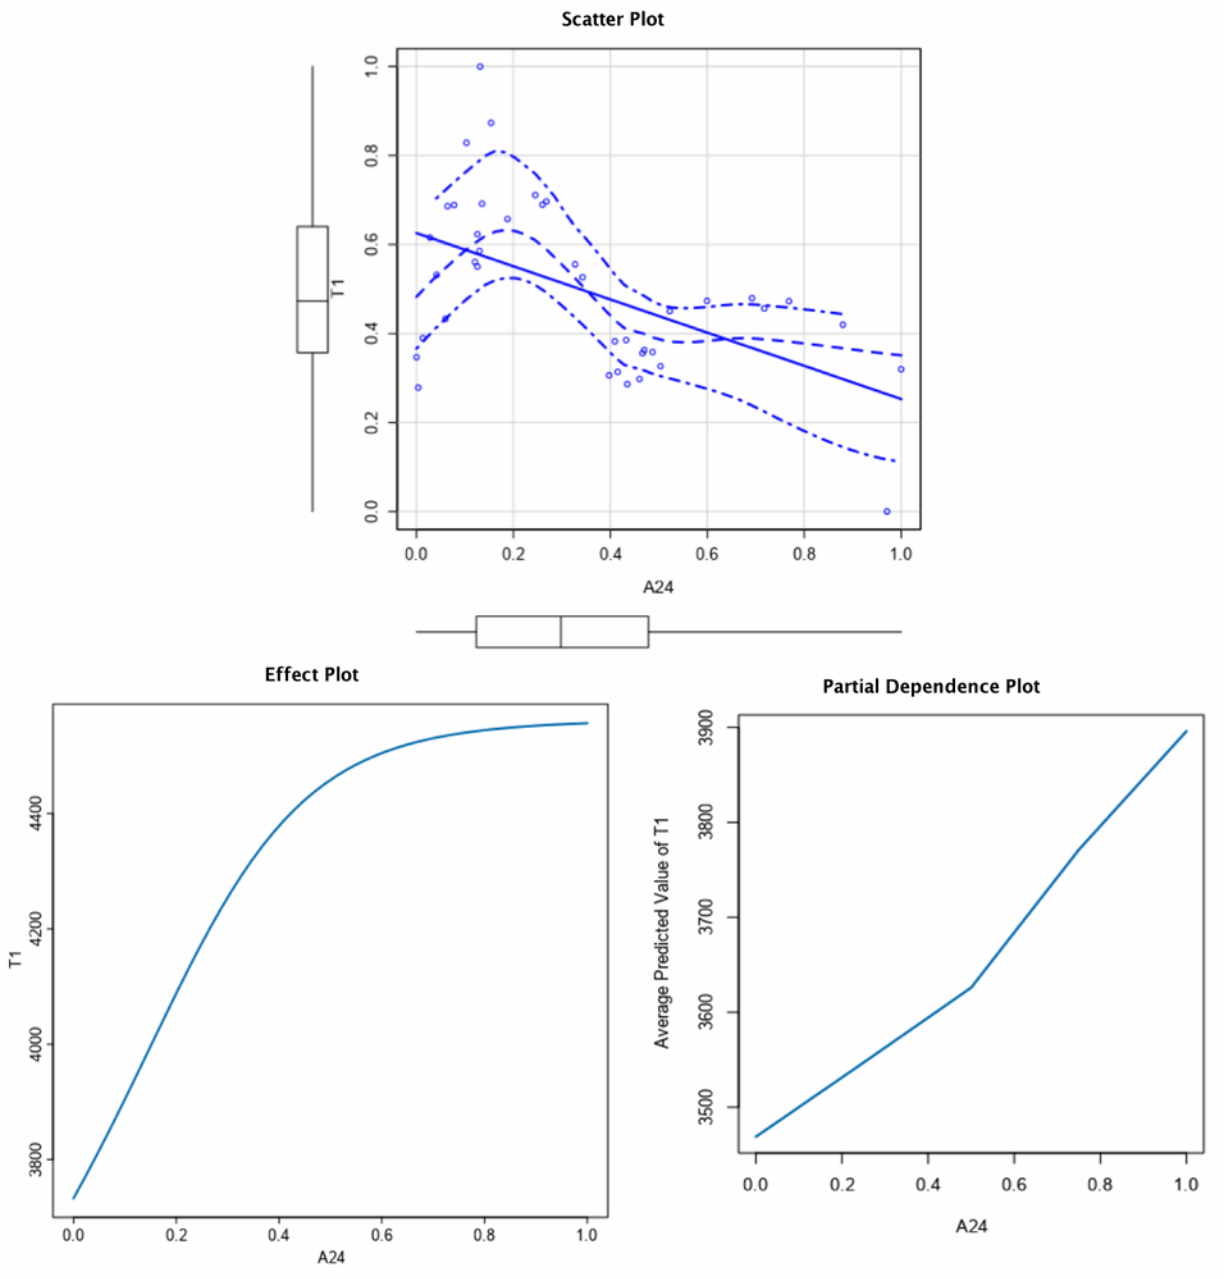 Scatter Plot
T1
1.0
0.8
0.6
0.4
0.2
0.0
0.0 0.2 0.4 0.6 0.8 1.0
A24
Effect Plot
T1
4400
4200
4000
3800
0.0 0.2 0.4 0.6 0.8 1.0
A24
Partial Dependence Plot
Average Predicted Value of T1
3900
3800
3700
3600
3500
0.0 0.2 0.4 0.6 0.8 1.0
A24